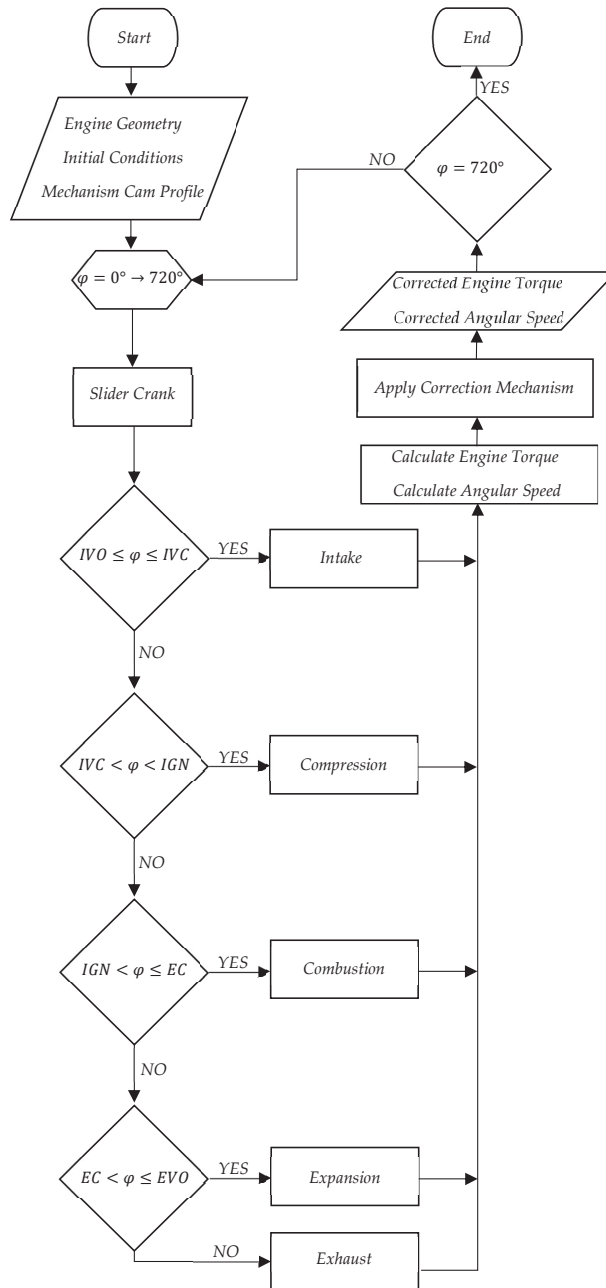 Start
Engine Geometry
Initial Conditions
Mechanism Cam Profile
φ = 0° → 720°
Slider Crank
IVO ≤ φ ≤ IVC
YES
Intake
NO
IVC < φ < IGN
YES
Compression
NO
IGN < φ ≤ EC
YES
Combustion
NO
EC < φ ≤ EVO
YES
Expansion
NO
Exhaust
Calculate Engine Torque
Calculate Angular Speed
Apply Correction Mechanism
Corrected Engine Torque
Corrected Angular Speed
φ = 720°
NO
YES
End